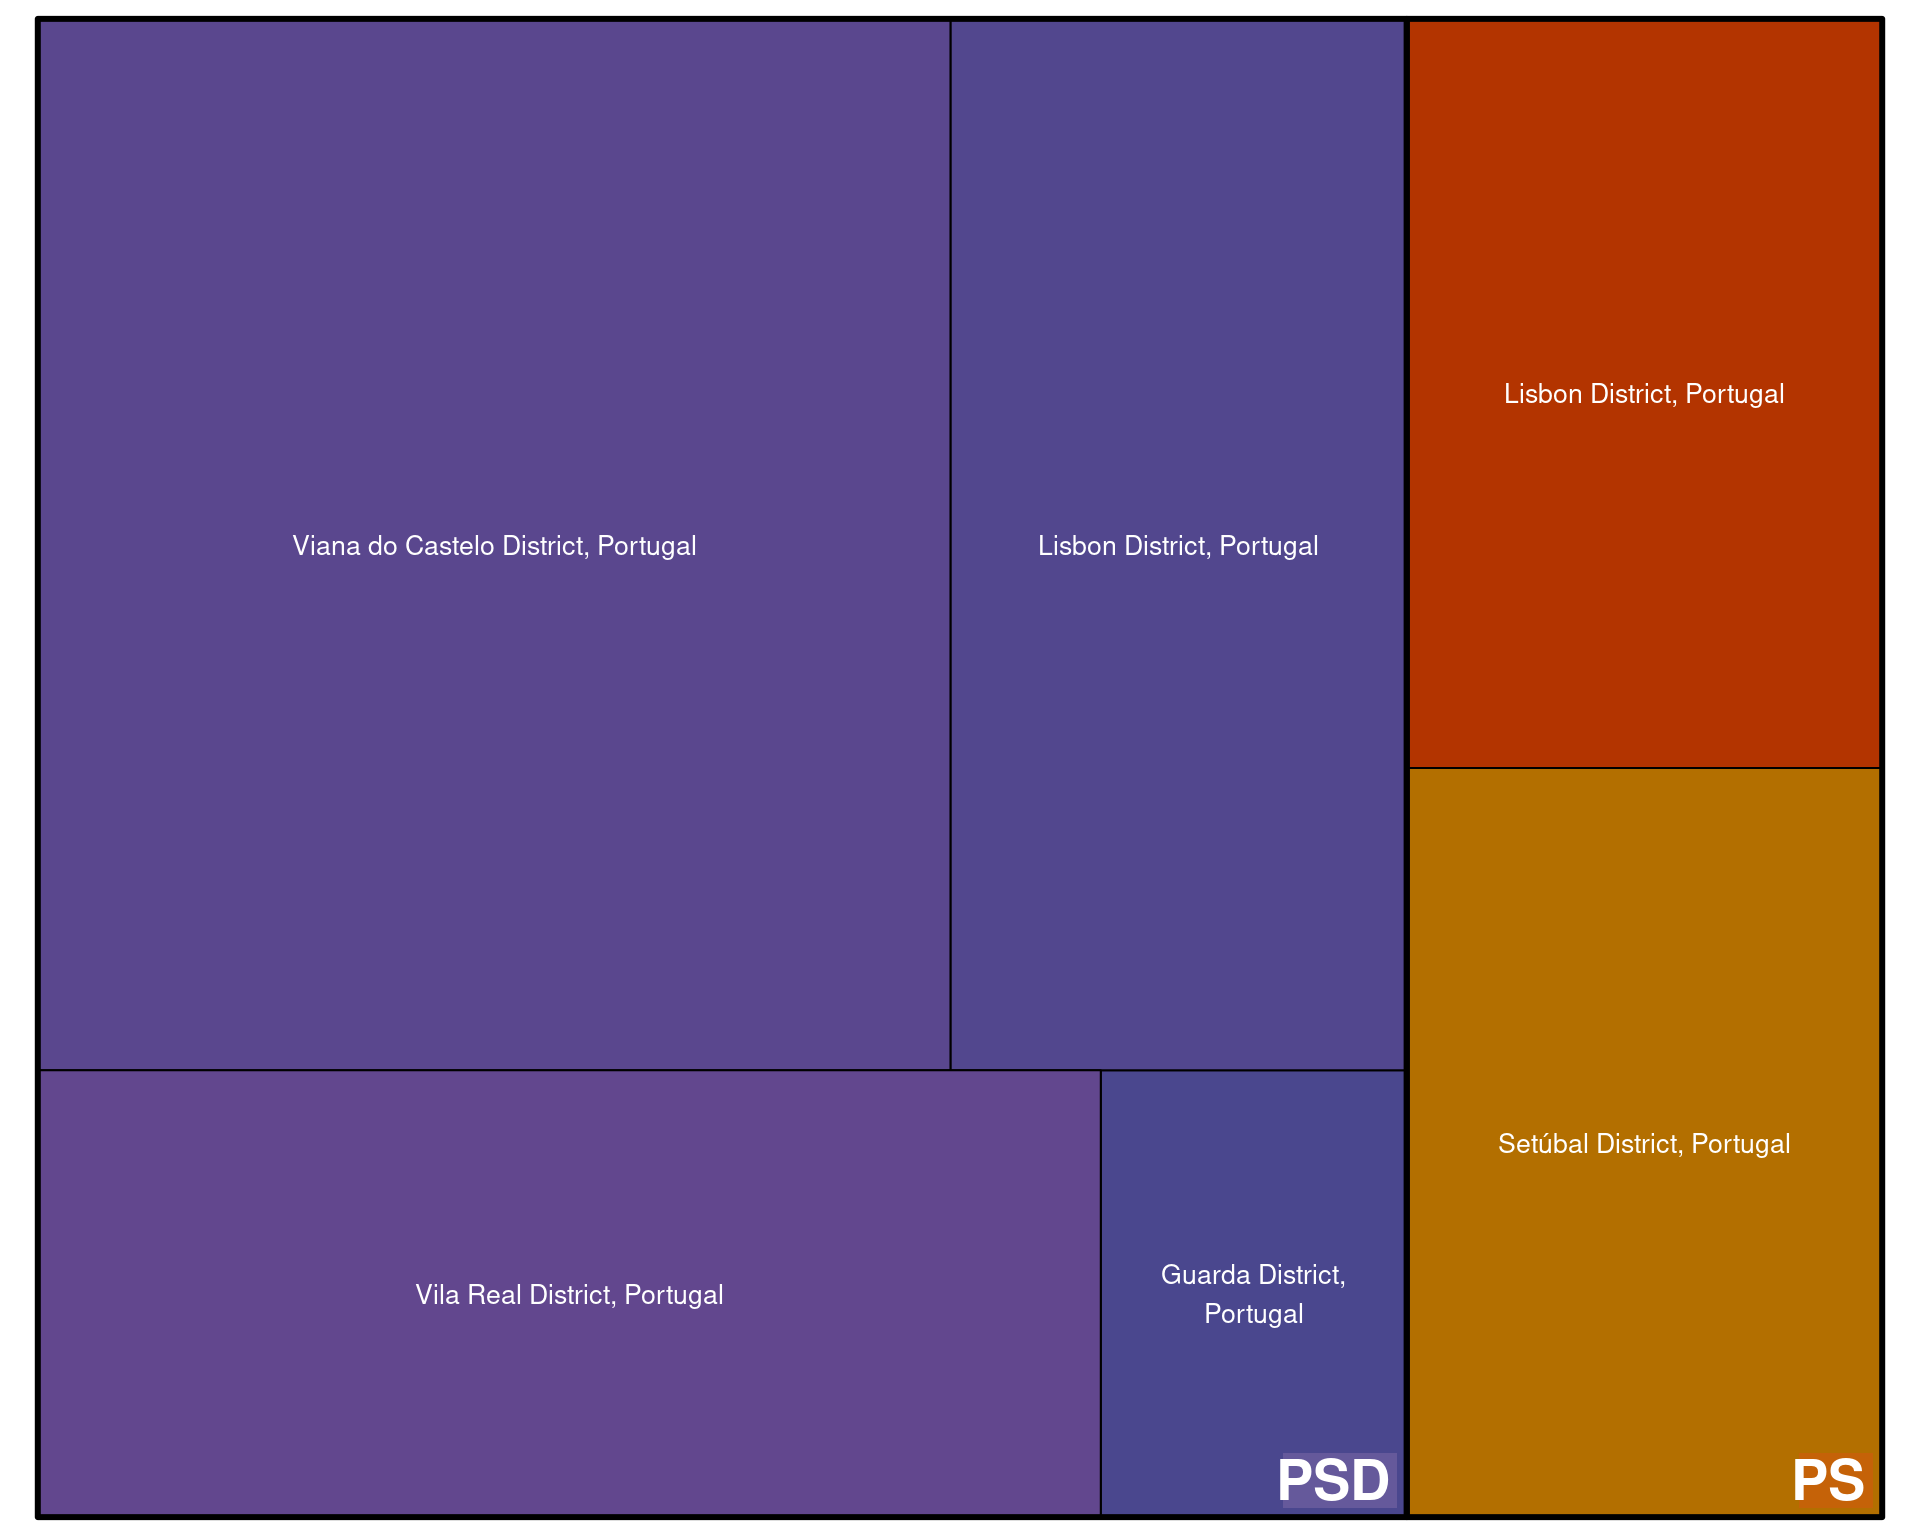 Viana do Castelo District, Portugal
Lisbon District, Portugal
Lisbon District, Portugal
Setúbal District, Portugal
Vila Real District, Portugal
Guarda District,
Portugal
PSD
PS